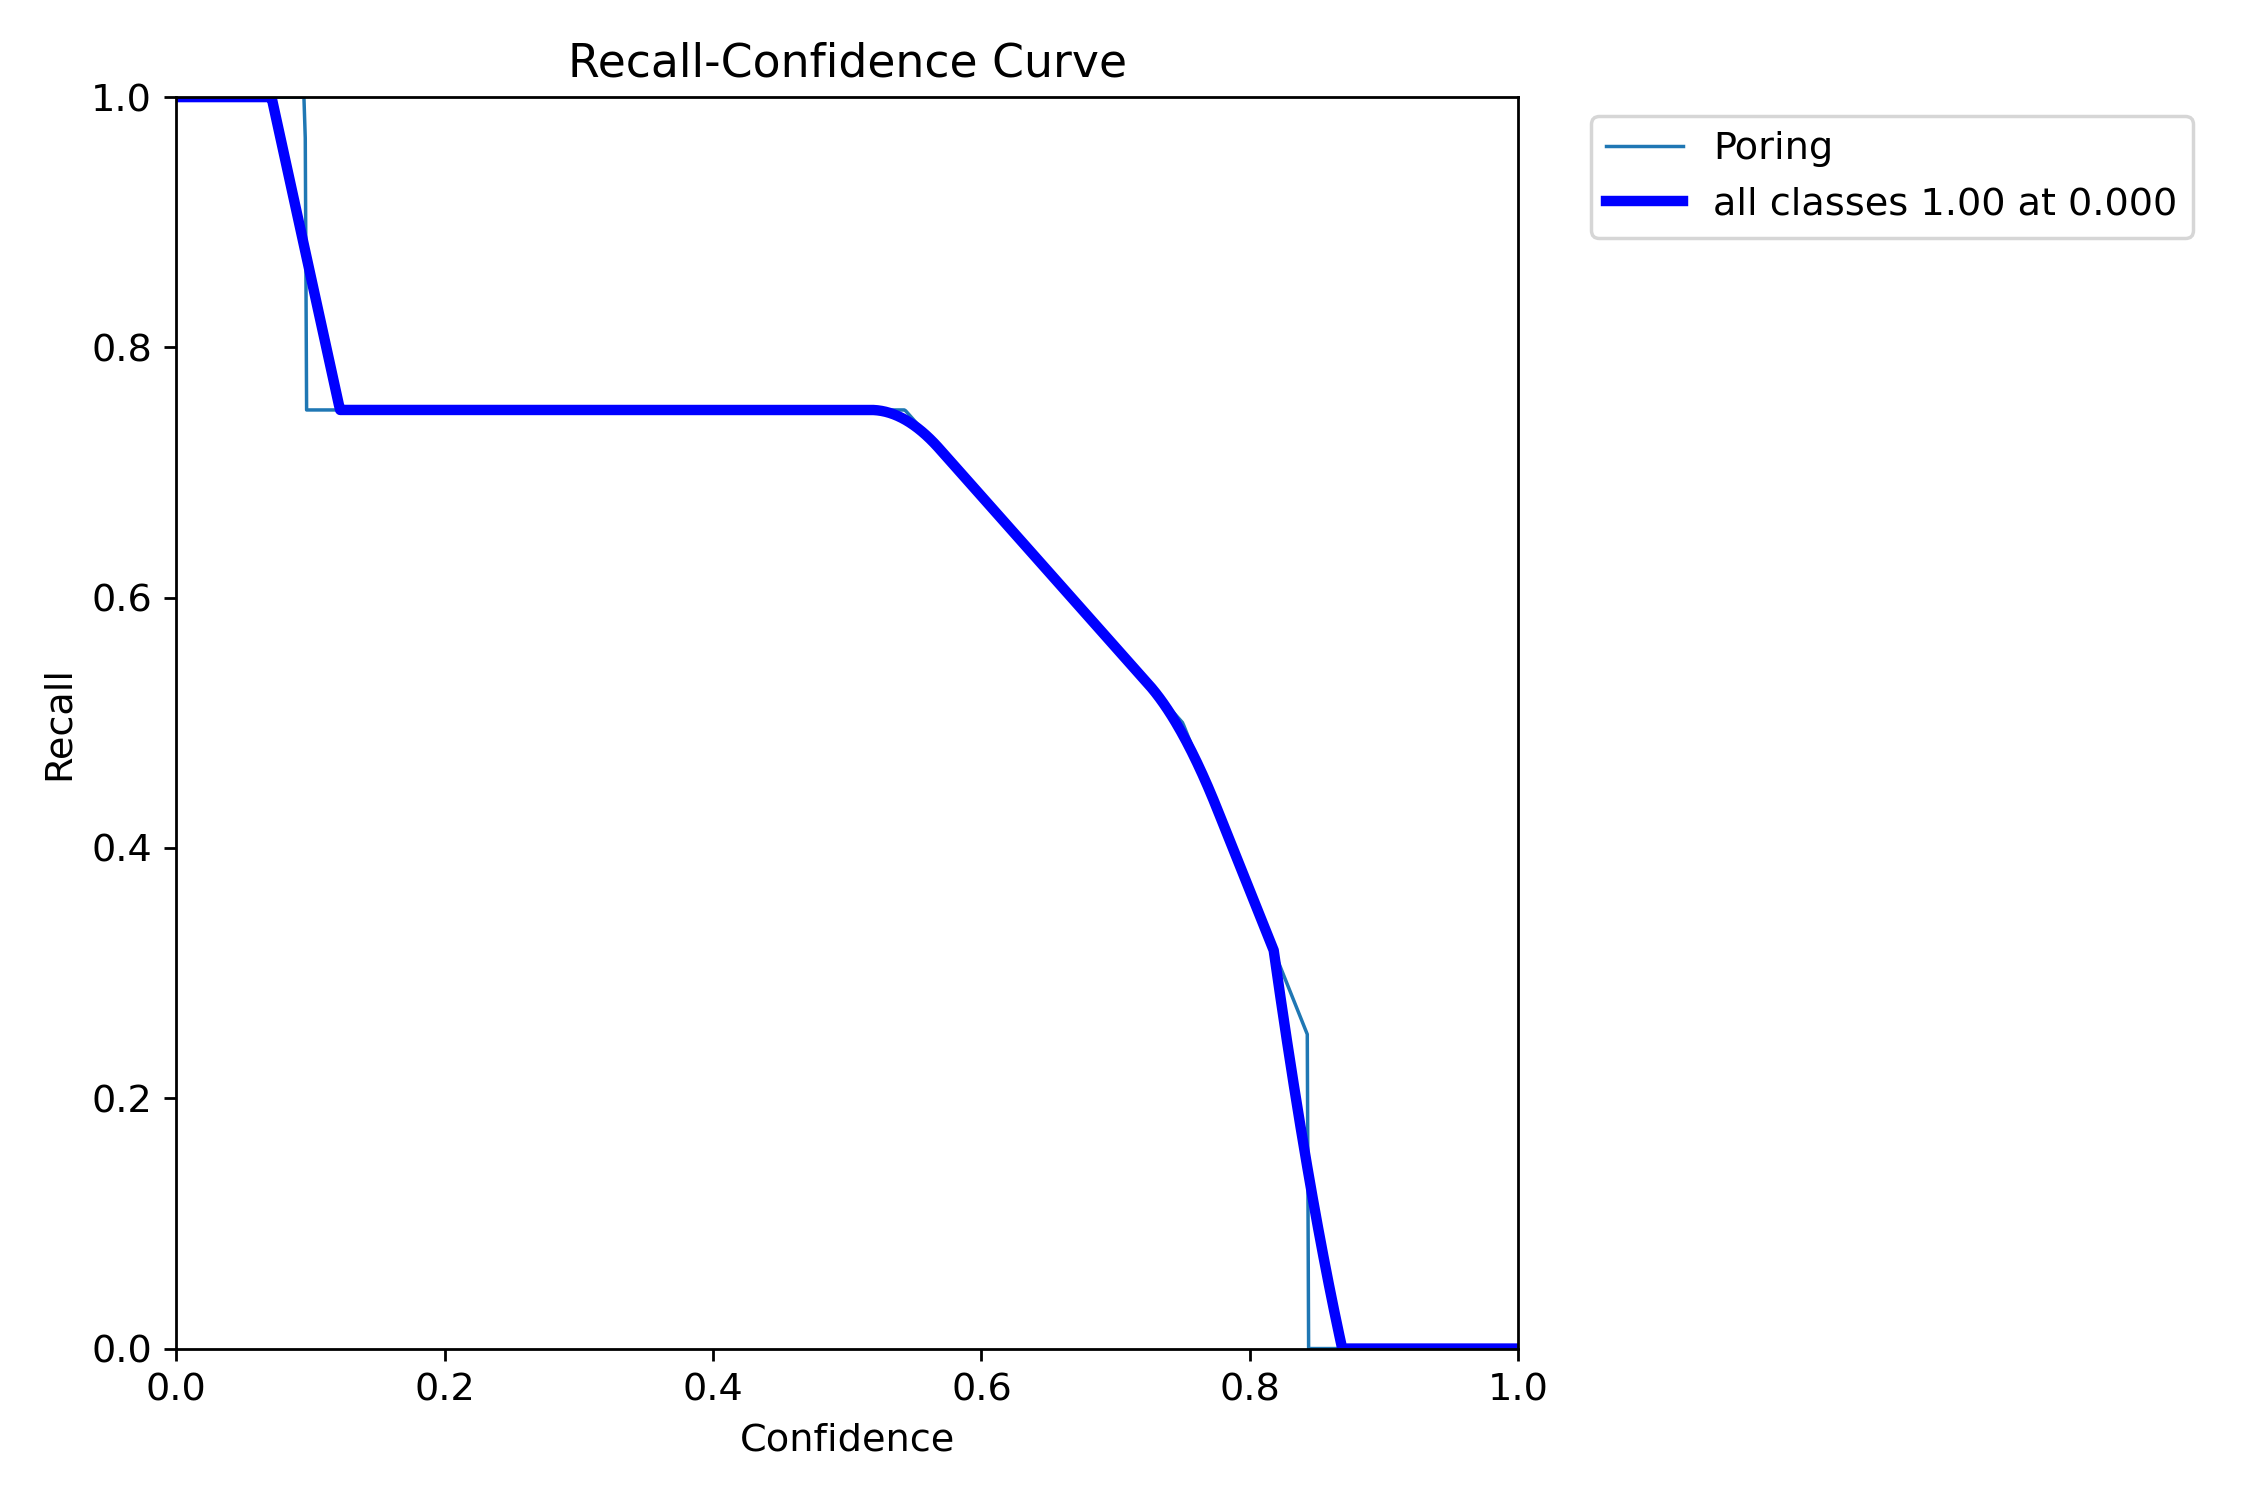 Recall-Confidence Curve
1.0
0.8
0.6
0.4
0.2
0.0
Recall
0.0 0.2 0.4 0.6 0.8 1.0
Confidence
Poring
all classes 1.00 at 0.000